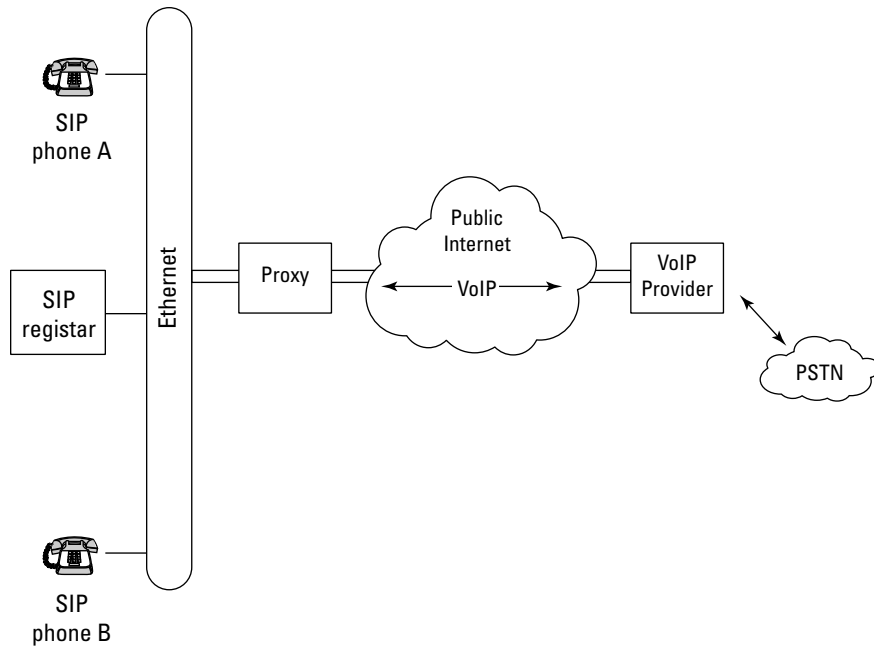 SIP
phone A
SIP
registar
Ethernet
Proxy
Public
Internet
VoIP
VoIP
Provider
PSTN
SIP
phone B